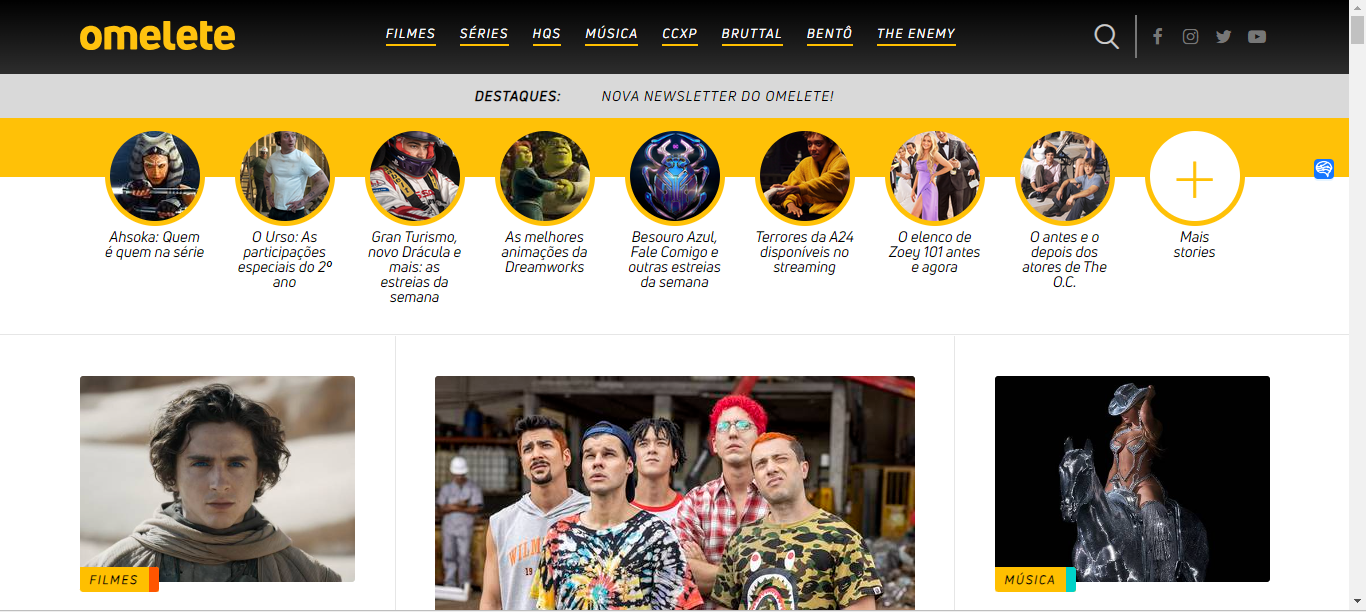 omelete
FILMES SÉRIES HQS MÚSICA CCXP BRUTTAL BENTÔ THE ENEMY
DESTAQUES: NOVA NEWSLETTER DO OMELETE!
Ahsoka: Quem
é quem na série
O Urso: As
participações
especiais do 2º
ano
Gran Turismo,
novo Drácula e
mais: as
estreias da
semana
As melhores
animações da
Dreamworks
Besouro Azul,
Fale Comigo e
outras estreias
da semana
Terrores da A24
disponíveis no
streaming
O elenco de
Zoey 101 antes
e agora
O antes e o
depois dos
atores de The
O.C.
Mais
stories
FILMES
WILM
19
MÚSICA